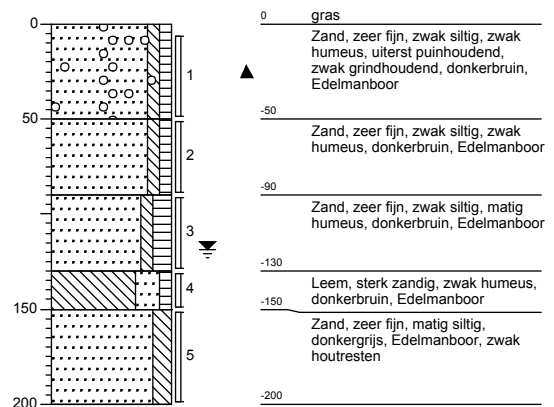 0
50
150
200
1
2
3
4
5
0 gras
Zand, zeer fijn, zwak siltig, zwak
humeus, uiterst puinhoudend,
zwak grindhoudend, donkerbruin,
Edelmanboor
-50
Zand, zeer fijn, zwak siltig, zwak
humeus, donkerbruin, Edelmanboor
-90
Zand, zeer fijn, zwak siltig, matig
humeus, donkerbruin, Edelmanboor
-130
Leem, sterk zandig, zwak humeus,
donkerbruin, Edelmanboor
-150
Zand, zeer fijn, matig siltig,
donkergrijs, Edelmanboor, zwak
houtresten
-200